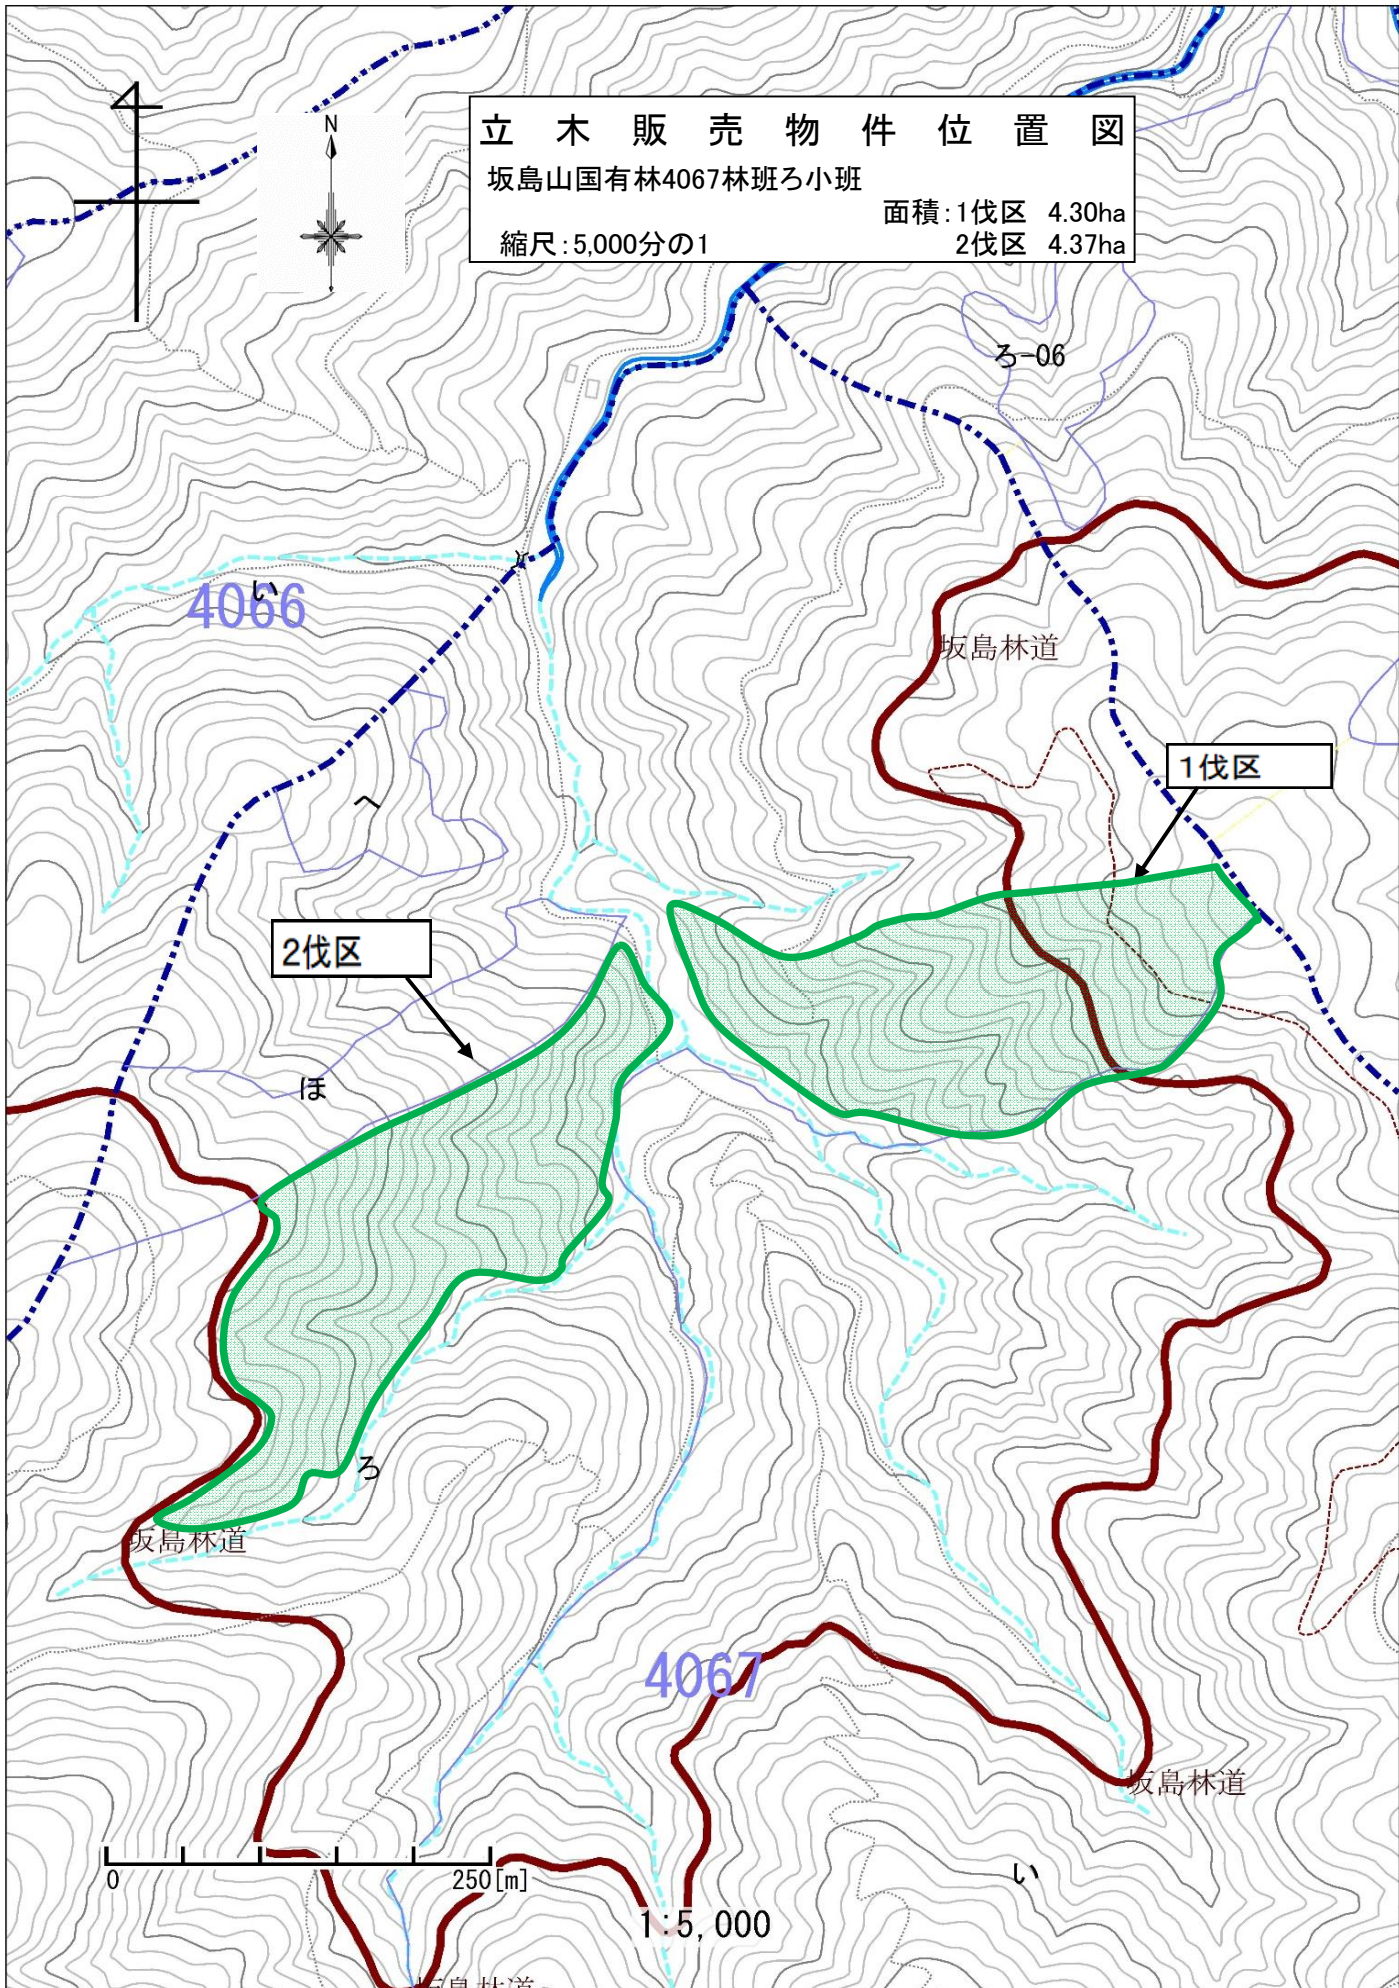 N
立木販売物件位置図
坂島山国有林4067林班ろ小班
面積:1伐区 4.30ha
縮尺:5,000分の1 2伐区 4.37ha
ろ-06
い
4066
坂島林道
1伐区
へ
2伐区
ほ
ろ
坂島林道
4067
坂島林道
0 250[m]
い
1:5,000
坂島林道